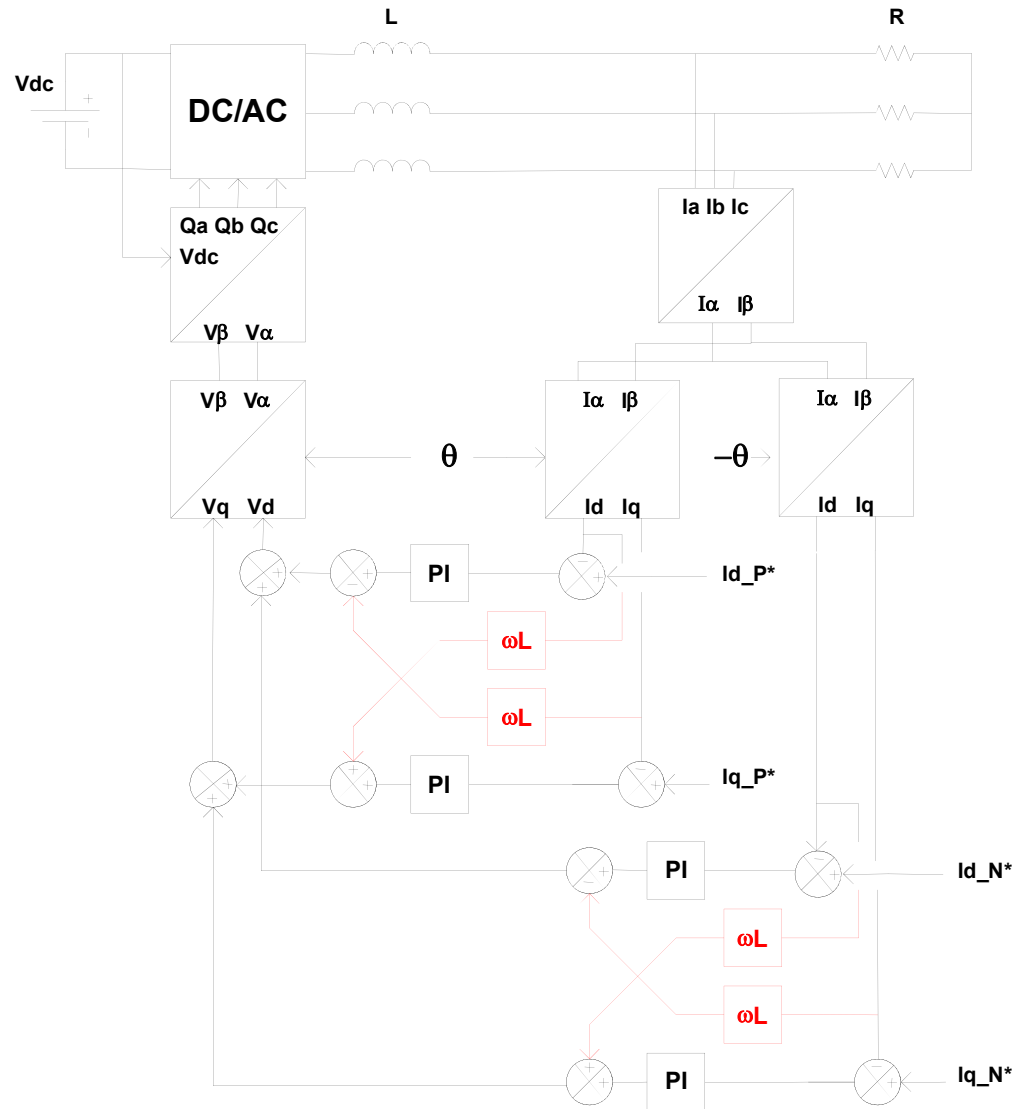 L R
Vdc
+
DC/AC
Qa Qb Qc
Vdc
Ia Ib Ic
Iα Iβ
Vβ Vα
Vβ Vα
Iα Iβ
Iα Iβ
θ
−θ
Vq Vd
Id Iq
Id Iq
+ + − + PI − + Id_P*
ωL
ωL
+ + + + PI − + Iq_P*
− + PI − + Id_N*
ωL
ωL
+ + PI − + Iq_N*